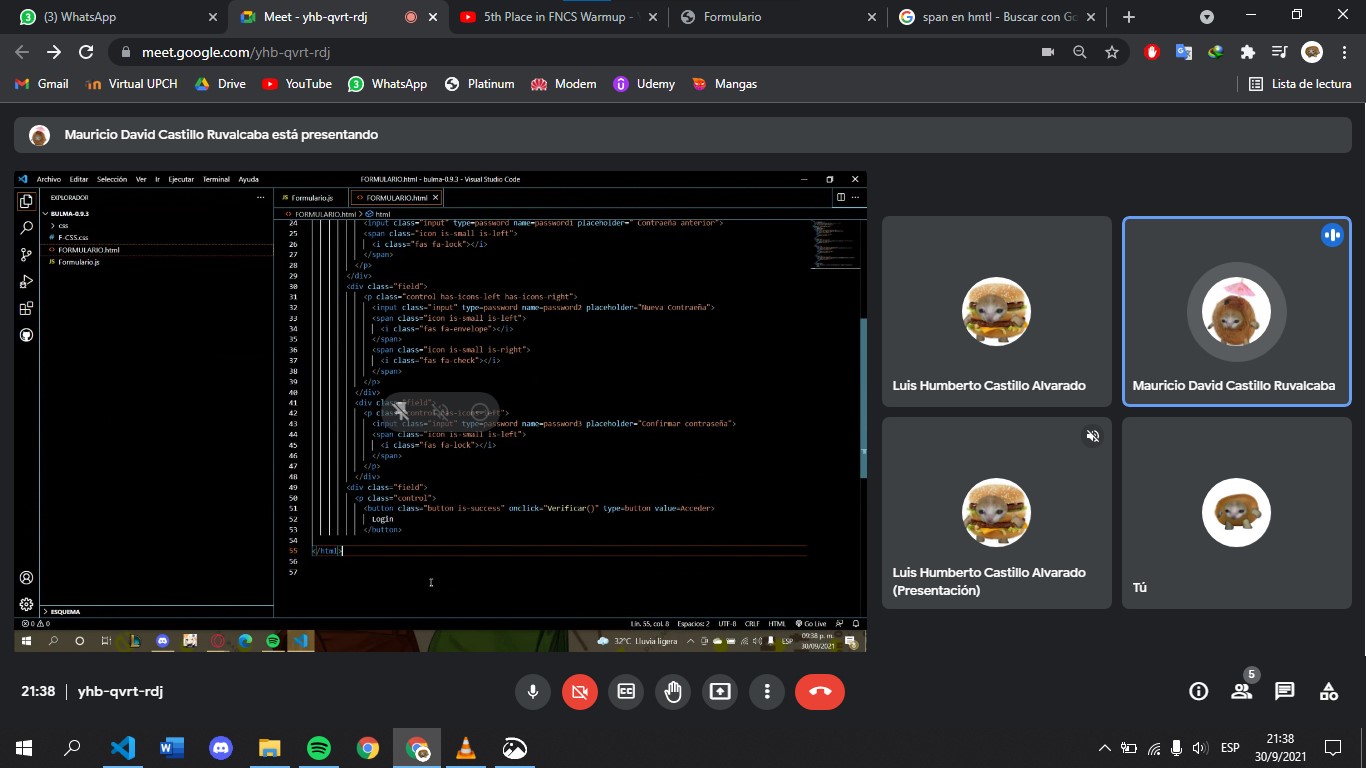 (3) WhatsApp
Meet - yhb-qvrt-rdj
5th Place in FNCS Warmup -
Formulario
span en hmtl - Buscar con Go
meet.google.com/yhb-qvrt-rdj
Gmail
Virtual UPCH
Drive
YouTube
3 WhatsApp
Platinum
Modem
Udemy
Mangas
Lista de lectura
Mauricio David Castillo Ruvalcaba está presentando
Archivo Editar Selección Ver Ir Ejecutar Terminal Ayuda
FORMULARIO.html - bulma-0.9.3 - Visual Studio Code
EXPLORADOR
BULMA-0.9.3
css
# F-CSS.css
<> FORMULARIO.html
JS Formulario.js
ESQUEMA
JS Formulario.js
<> FORMULARIO.html
<> FORMULARIO.html > html
24 <input class="input" type=password name=password1 placeholder=" Contraeña anterior">
25 <span class="icon is-small is-left">
26 <i class="fas fa-lock"></i>
27 </span>
28 </p>
29 </div>
30 <div class="field">
31 <p class="control has-icons-left has-icons-right">
32 <input class="input" type=password name=password2 placeholder="Nueva Contraeña">
33 <span class="icon is-small is-left">
34 <i class="fas fa-envelope"></i>
35 </span>
36 <span class="icon is-small is-right">
37 <i class="fas fa-check"></i>
38 </span>
39 </p>
40 </div>
41 <div class="field">
42 <p class="control has-icons-left">
43 <input class="input" type=password name=password3 placeholder="Confirmar contraseña">
44 <span class="icon is-small is-left">
45 <i class="fas fa-lock"></i>
46 </span>
47 </p>
48 </div>
49 <div class="field">
50 <p class="control">
51 <button class="button is-success" onclick="Verificar()" type=button value=Acceder>
52 Login
53 </button>
54
55 </html>
56
57
0 0
Lín. 55, col. 8 Espacios: 2 UTF-8 CRLF HTML Go Live
32°C Lluvia ligera
ESP
09:38 p. m.
30/09/2021
Luis Humberto Castillo Alvarado
Mauricio David Castillo Ruvalcaba
Luis Humberto Castillo Alvarado
(Presentación)
Tú
21:38 | yhb-qvrt-rdj
CC
5
ESP
21:38
30/9/2021